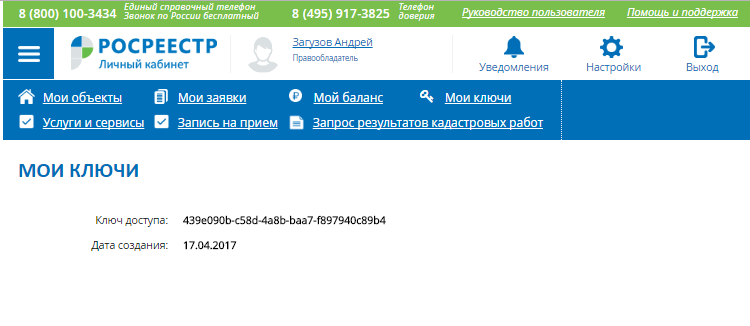 8 (800) 100-3434 Единый справочный телефон
Звонок по России бесплатный
8 (495) 917-3825 Телефон
доверия
Руководство пользователя Помощь и поддержка
РОСРЕЕСТР
Личный кабинет
Загузов Андрей
Правообладатель
Уведомления Настройки Выход
Мои объекты Мои заявки Мой баланс Мои ключи
Услуги и сервисы Запись на прием Запрос результатов кадастровых работ
МОИ КЛЮЧИ
Ключ доступа: 439e090b-c58d-4a8b-baa7-f897940c89b4
Дата создания: 17.04.2017